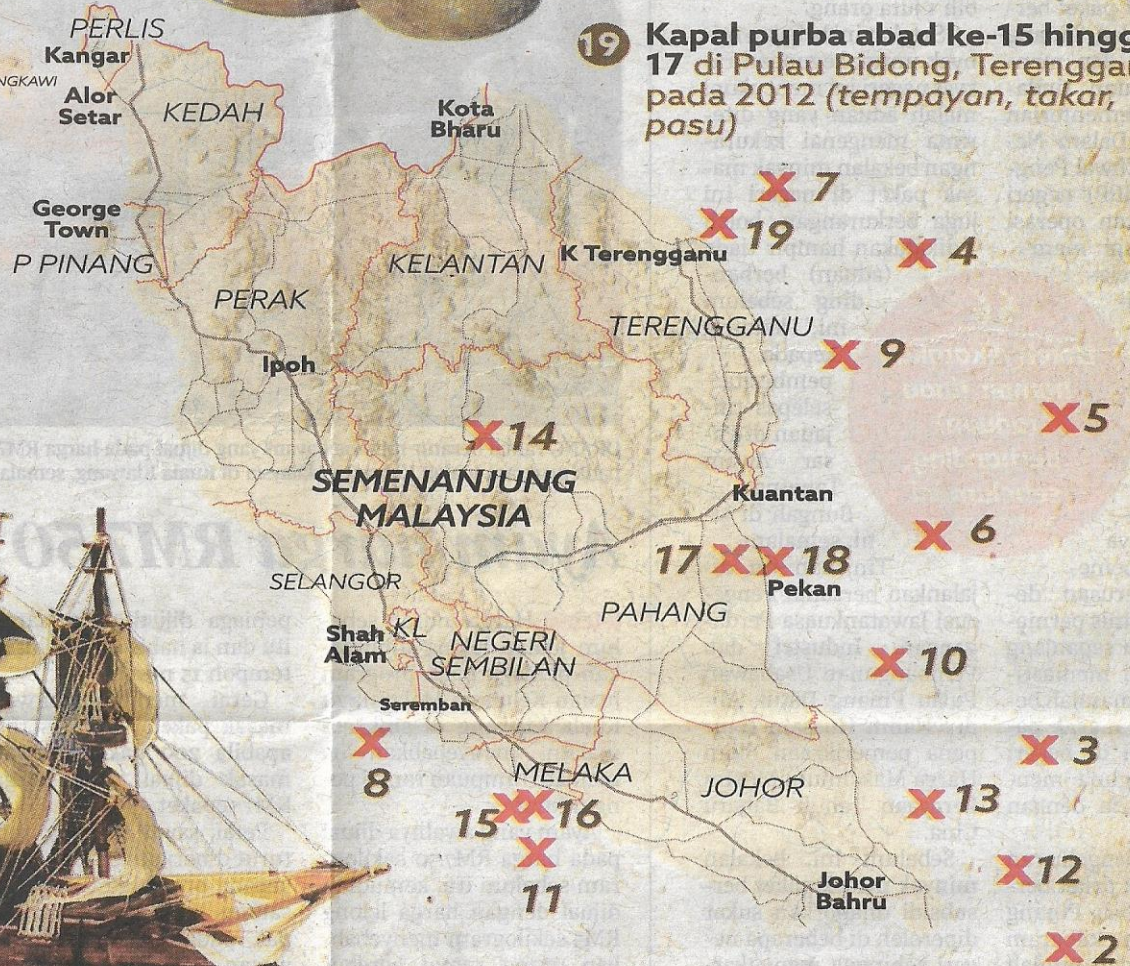 19 Kapal purba abad ke-15 hingg
17 di Pulau Bidong, Terengga
pada 2012 (tempayan, takar,
pasu)
PERLIS
Kangar
NGKAWI
Alor
Setar
KEDAH
Kota
Bharu
George
Town
P PINANG
PERAK
KELANTAN
K Terengganu
7
19
4
TERENGGANU
9
Ipoh
5
14
SEMENANJUNG
MALAYSIA
Kuantan
6
17
18
Pekan
SELANGOR
PAHANG
Shah
Alam
KL
NEGERI
SEMBILAN
10
Seremban
8
3
MELAKA
JOHOR
13
15
16
12
11
Johor
Bahru
2